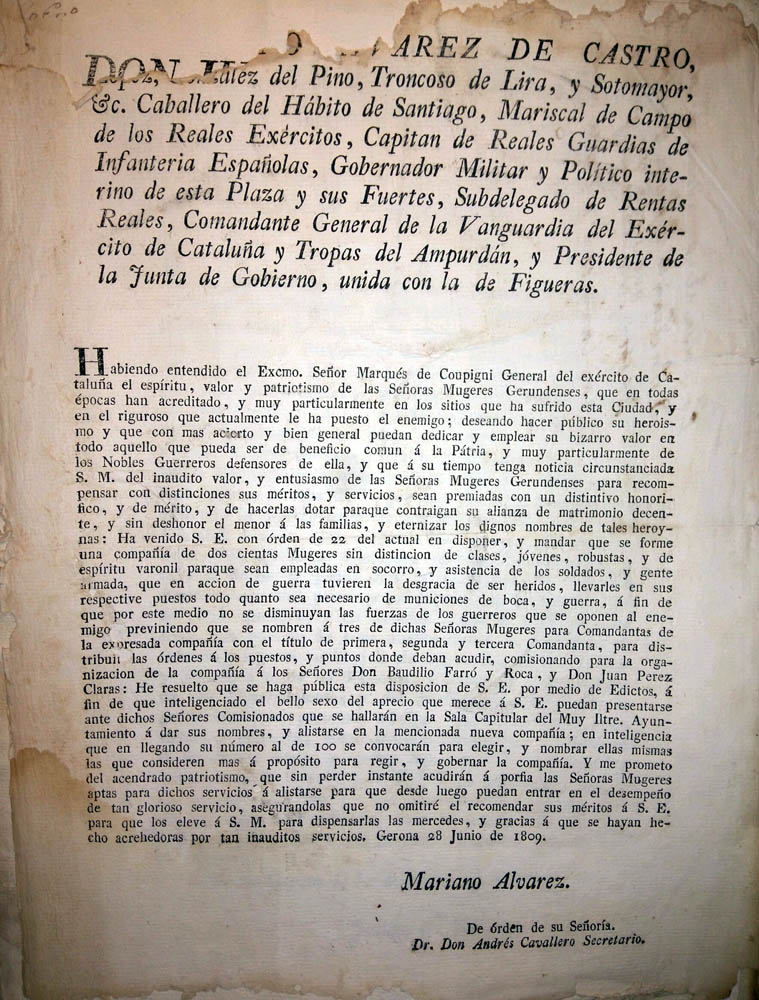 DON AREZ DE CASTRO,
del Pino, Troncoso de Lira, y Sotomayor,
&c. Caballero del Hábito de Santiago, Mariscal de Campo
de los Reales Exércitos, Capitan de Reales Guardias de
Infanteria Españolas, Gobernador Militar y Político inte-
rino de esta Plaza y sus Fuertes, Subdelegado de Rentas
Reales, Comandante General de la Vanguardia del Exér-
cito de Cataluña y Tropas del Ampurdán, y Presidente de
la Junta de Gobierno, unida con la de Figueras.
Habiendo entendido el Excmo. Señor Marqués de Coupigni General del exército de Ca-
taluña el espíritu, valor y patriotismo de las Señoras Mugeres Gerundenses, que en todas
épocas han acreditado, y muy particularmente en los sitios que ha sufrido esta Ciudad, y
en el riguroso que actualmente le ha puesto el enemigo; deseando hacer público su herois-
mo y que con mas acierto y bien general puedan dedicar y emplear su bizarro valor en
todo aquello que pueda ser de beneficio comun á la Pátria, y muy particularmente de
los Nobles Guerreros defensores de ella, y que á su tiempo tenga noticia circunstanciada
S. M. del inaudito valor, y entusiasmo de las Señoras Mugeres Gerundenses para recom-
pensar con distinciones sus méritos, y servicios, sean premiadas con un distintivo honori-
fico, y de mérito, y de hacerlas dotar paraque contraigan su alianza de matrimonio decen-
te, y sin deshonor el menor á las familias, y eternizar los dignos nombres de tales heroy-
nas: Ha venido S. E. con órden de 22 del actual en disponer, y mandar que se forme
una compañía de dos cientas Mugeres sin distincion de clases, jóvenes, robustas, y de
espíritu varonil paraque sean empleadas en socorro, y asistencia de los soldados, y gente
armada, que en accion de guerra tuvieren la desgracia de ser heridos, llevarles en sus
respective puestos todo quanto sea necesario de municiones de boca, y guerra, á fin de
que por este medio no se disminuyan las fuerzas de los guerreros que se oponen al ene-
migo previniendo que se nombren á tres de dichas Señoras Mugeres para Comandantas de
la expresada compañía con el título de primera, segunda y tercera Comandanta, para dis-
tribuir las órdenes á los puestos, y puntos donde deban acudir, comisionando para la orga-
nizacion de la compañía á los Señores Don Baudilio Farró y Roca, y Don Juan Perez
Claras: He resuelto que se haga pública esta disposicion de S. E. por medio de Edictos, á
fin de que inteligenciado el bello sexo del aprecio que merece á S. E. puedan presentarse
ante dichos Señores Comisionados que se hallarán en la Sala Capitular del Muy Iltre. Ayun-
tamiento á dar sus nombres, y alistarse en la mencionada nueva compañía; en inteligencia
que en llegando su número al de 100 se convocarán para elegir, y nombrar ellas mismas
las que consideren mas á propósito para regir, y gobernar la compañía. Y me prometo
del acendrado patriotismo, que sin perder instante acudirán á porfia las Señoras Mugeres
aptas para dichos servicios á alistarse para que desde luego puedan entrar en el desempeño
de tan glorioso servicio, asegurandolas que no omitiré el recomendar sus méritos á S. E.
para que los eleve á S. M. para dispensarlas las mercedes, y gracias á que se hayan he-
cho acrehedoras por tan inauditos servicios. Gerona 28 Junio de 1809.
Mariano Alvarez.
De órden de su Señoría.
Dr. Don Andrés Cavallero Secretario.